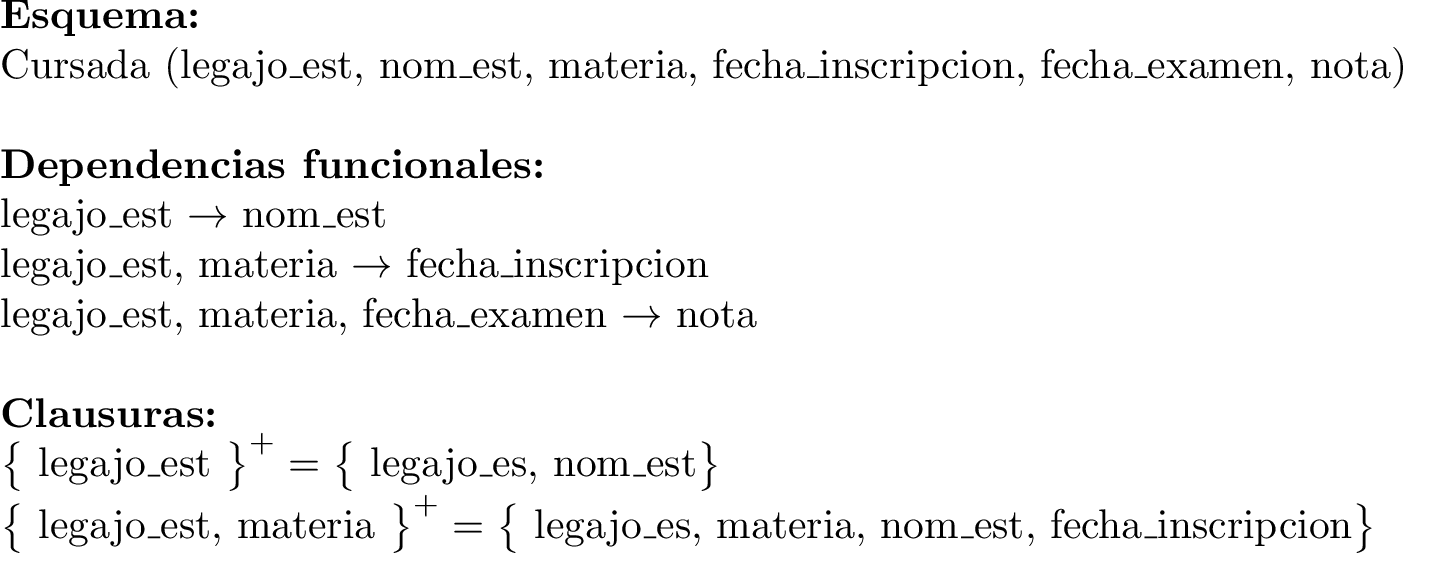 Esquema:
Cursada (legajo_est, nom_est, materia, fecha_inscripcion, fecha_examen, nota)
Dependencias funcionales:
legajo_est → nom_est
legajo_est, materia → fecha_inscripcion
legajo_est, materia, fecha_examen → nota
Clausuras:
{ legajo_est }⁺ = { legajo_es, nom_est}
{ legajo_est, materia }⁺ = { legajo_es, materia, nom_est, fecha_inscripcion}